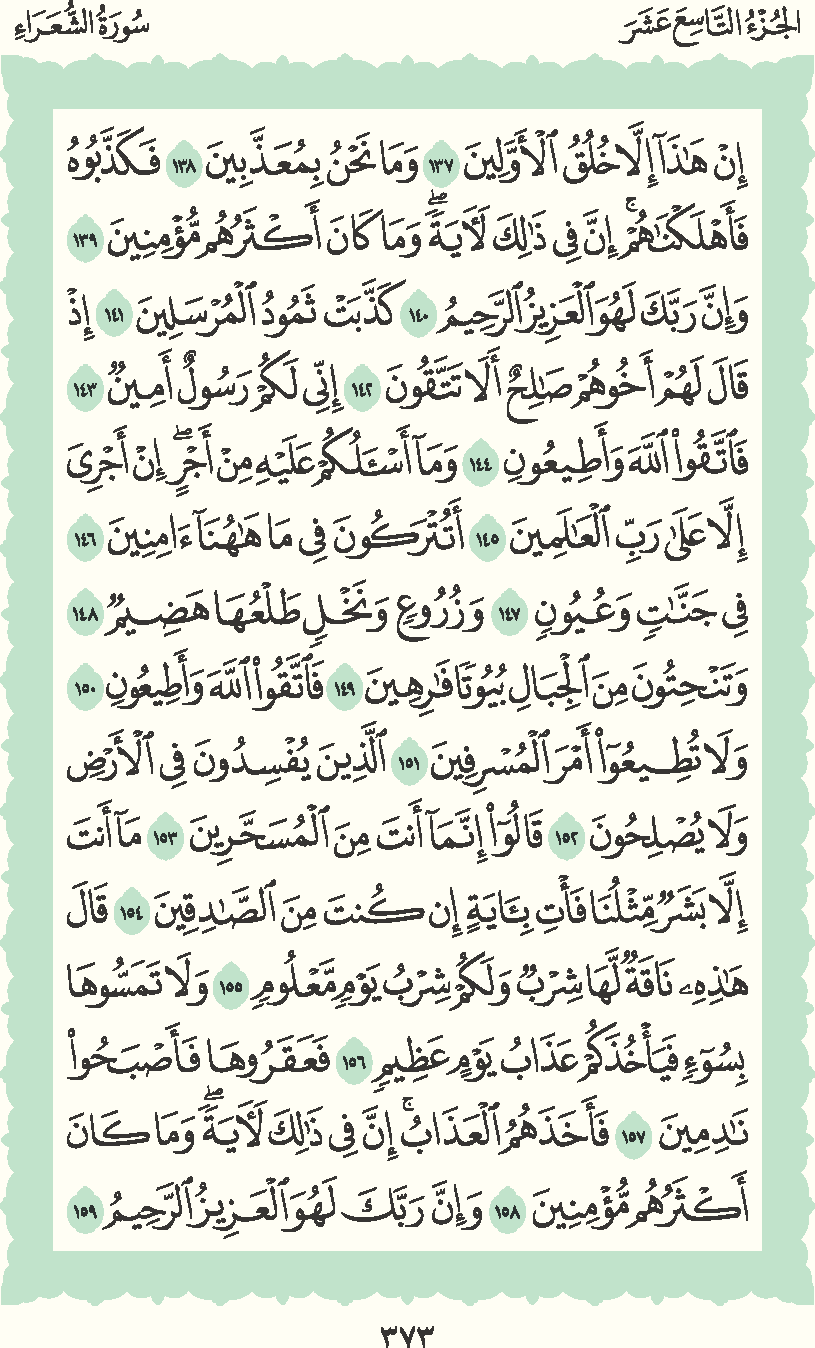 الجُزْءُ التَّاسِعَ عَشَرَ
سُورَةُ الشُّعَرَاءِ
إِنْ هَٰذَآ إِلَّا خُلُقُ ٱلْأَوَّلِينَ ١٣٧ وَمَا نَحْنُ بِمُعَذَّبِينَ ١٣٨ فَكَذَّبُوهُ
فَأَهْلَكْنَٰهُمْۚ إِنَّ فِى ذَٰلِكَ لَءَايَةًۖ وَمَا كَانَ أَكْثَرُهُم مُّؤْمِنِينَ ١٣٩
وَإِنَّ رَبَّكَ لَهُوَ ٱلْعَزِيزُ ٱلرَّحِيمُ ١٤٠ كَذَّبَتْ ثَمُودُ ٱلْمُرْسَلِينَ ١٤١ إِذْ
قَالَ لَهُمْ أَخُوهُمْ صَٰلِحٌ أَلَا تَتَّقُونَ ١٤٢ إِنِّى لَكُمْ رَسُولٌ أَمِينٌ ١٤٣
فَٱتَّقُوا۟ ٱللَّهَ وَأَطِيعُونِ ١٤٤ وَمَآ أَسْـَٔلُكُمْ عَلَيْهِ مِنْ أَجْرٍۖ إِنْ أَجْرِىَ
إِلَّا عَلَىٰ رَبِّ ٱلْعَٰلَمِينَ ١٤٥ أَتُتْرَكُونَ فِى مَا هَٰهُنَآ ءَامِنِينَ ١٤٦
فِى جَنَّٰتٍ وَعُيُونٍ ١٤٧ وَزُرُوعٍ وَنَخْلٍ طَلْعُهَا هَضِيمٌ ١٤٨
وَتَنْحِتُونَ مِنَ ٱلْجِبَالِ بُيُوتًا فَٰرِهِينَ ١٤٩ فَٱتَّقُوا۟ ٱللَّهَ وَأَطِيعُونِ ١٥٠
وَلَا تُطِيعُوٓا۟ أَمْرَ ٱلْمُسْرِفِينَ ١٥١ ٱلَّذِينَ يُفْسِدُونَ فِى ٱلْأَرْضِ
وَلَا يُصْلِحُونَ ١٥٢ قَالُوٓا۟ إِنَّمَآ أَنتَ مِنَ ٱلْمُسَحَّرِينَ ١٥٣ مَآ أَنتَ
إِلَّا بَشَرٌ مِّثْلُنَا فَأْتِ بِـَٔايَةٍ إِن كُنتَ مِنَ ٱلصَّٰدِقِينَ ١٥٤ قَالَ
هَٰذِهِۦ نَاقَةٌ لَّهَا شِرْبٌ وَلَكُمْ شِرْبُ يَوْمٍ مَّعْلُومٍ ١٥٥ وَلَا تَمَسُّوهَا
بِسُوٓءٍ فَيَأْخُذَكُمْ عَذَابُ يَوْمٍ عَظِيمٍ ١٥٦ فَعَقَرُوهَا فَأَصْبَحُوا۟
نَٰدِمِينَ ١٥٧ فَأَخَذَهُمُ ٱلْعَذَابُۚ إِنَّ فِى ذَٰلِكَ لَءَايَةًۖ وَمَا كَانَ
أَكْثَرُهُم مُّؤْمِنِينَ ١٥٨ وَإِنَّ رَبَّكَ لَهُوَ ٱلْعَزِيزُ ٱلرَّحِيمُ ١٥٩
٣٧٣